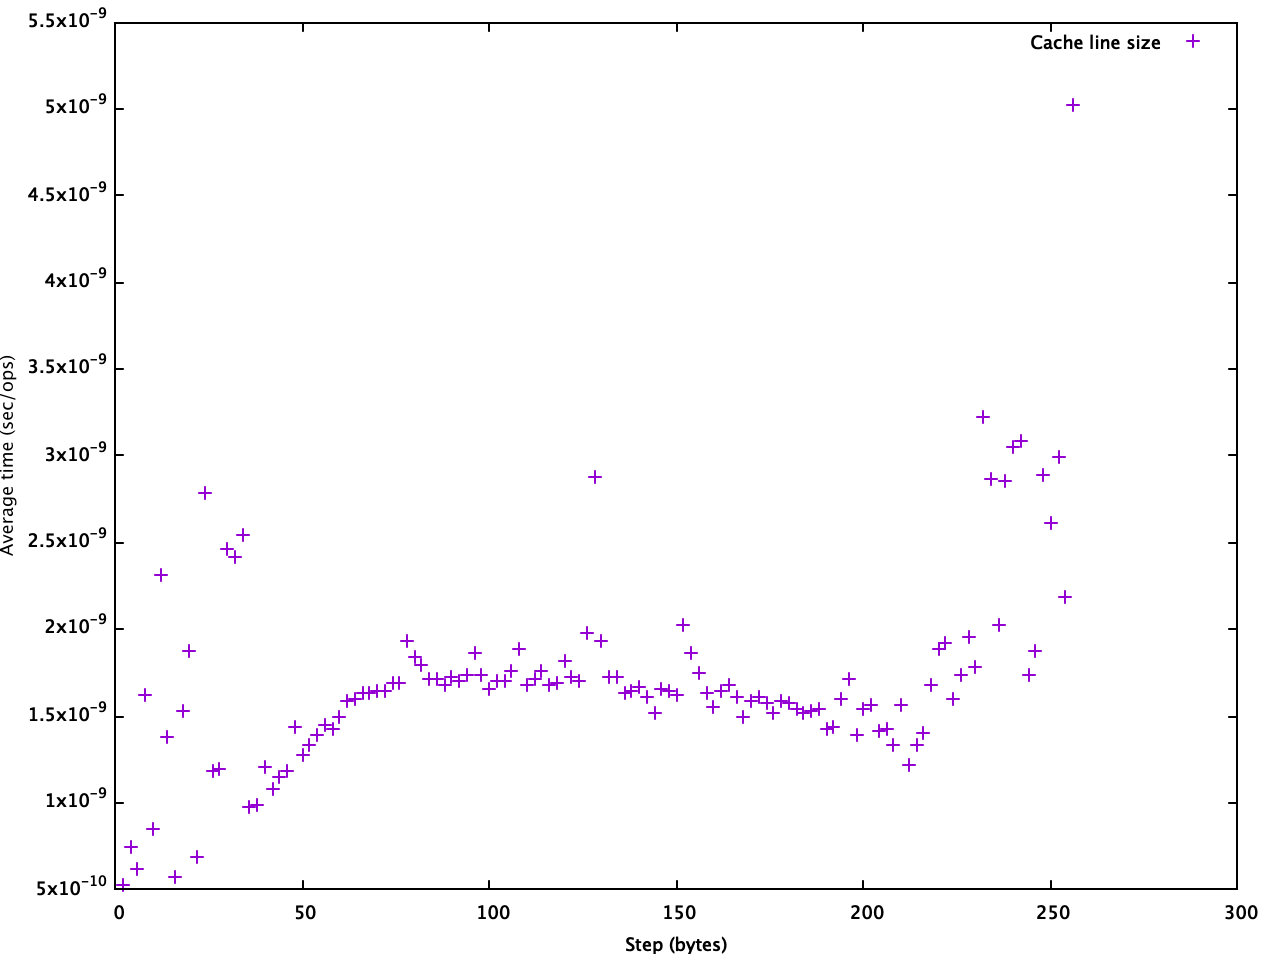 5.5x10⁻⁹
Cache line size
5x10⁻⁹
4.5x10⁻⁹
4x10⁻⁹
3.5x10⁻⁹
3x10⁻⁹
2.5x10⁻⁹
2x10⁻⁹
1.5x10⁻⁹
1x10⁻⁹
5x10⁻¹⁰
Average time (sec/ops)
0 50 100 150 200 250 300
Step (bytes)